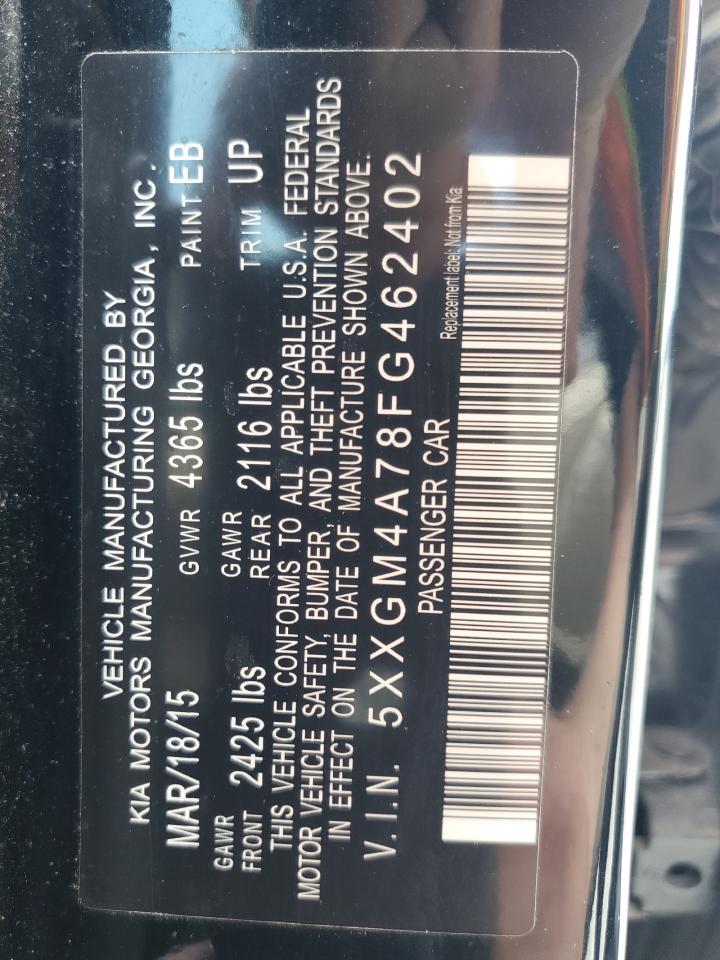 VEHICLE MANUFACTURED BY
KIA MOTORS MANUFACTURING GEORGIA, INC.
MAR/18/15 GVWR 4365 lbs PAINT EB
GAWR FRONT 2425 lbs GAWR REAR 2116 lbs TRIM UP
THIS VEHICLE CONFORMS TO ALL APPLICABLE U.S.A. FEDERAL
MOTOR VEHICLE SAFETY, BUMPER, AND THEFT PREVENTION STANDARDS
IN EFFECT ON THE DATE OF MANUFACTURE SHOWN ABOVE.
V.I.N. 5XXGM4A78FG462402
PASSENGER CAR
Replacement label: Not from Kia